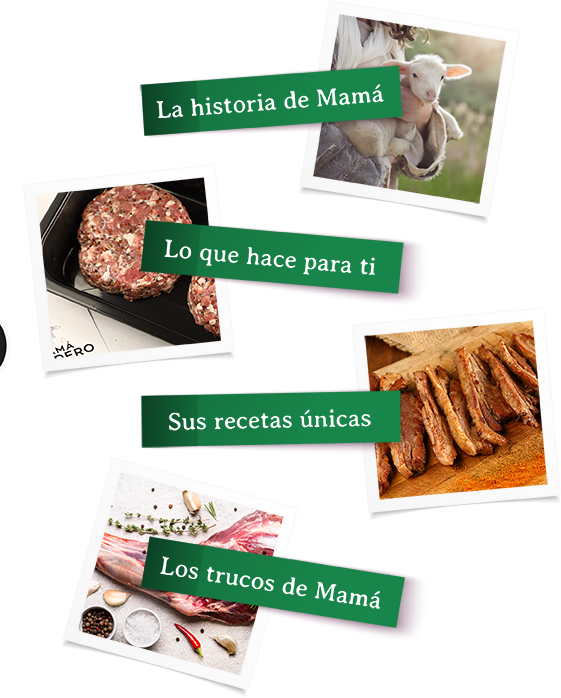 La historia de Mamá
Lo que hace para ti
Sus recetas únicas
Los trucos de Mamá